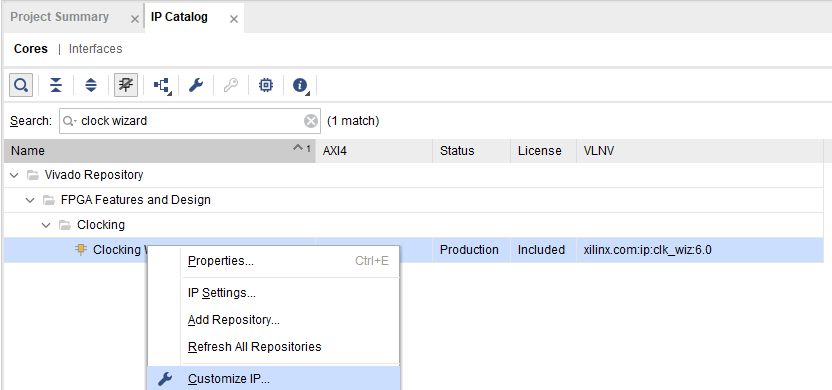 Project Summary × IP Catalog ×
Cores | Interfaces
Search: clock wizard (1 match)
Name 1 AXI4 Status License VLNV
Vivado Repository
FPGA Features and Design
Clocking
Clocking Production Included xilinx.com:ip:clk_wiz:6.0
Properties... Ctrl+E
IP Settings...
Add Repository...
Refresh All Repositories
Customize IP...